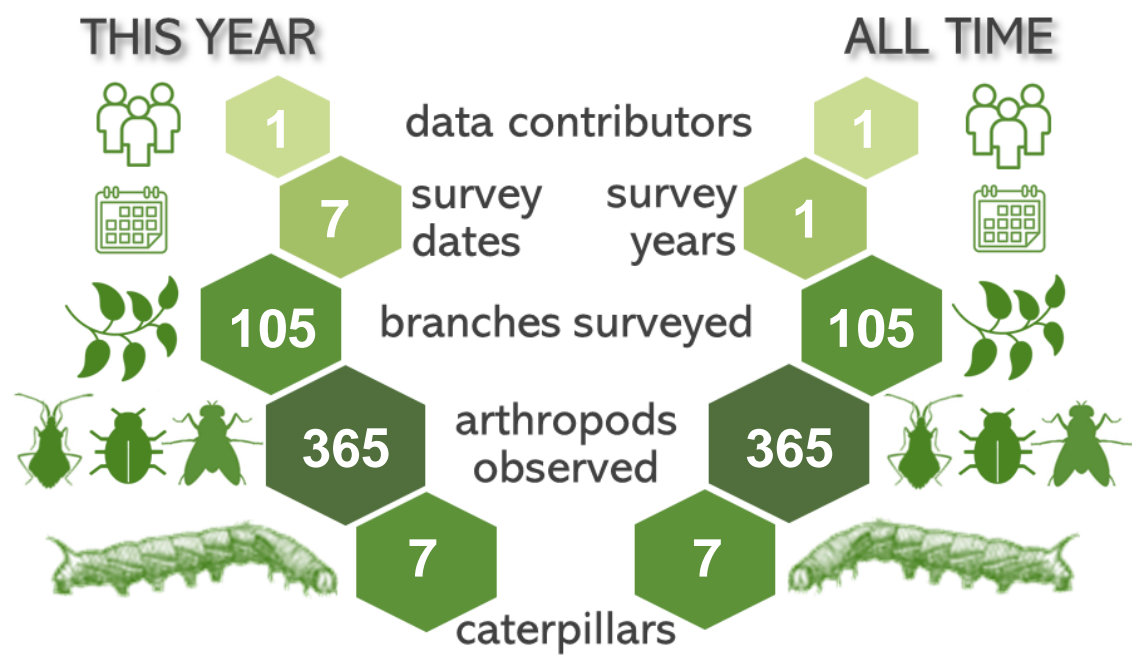 THIS YEAR
ALL TIME
1
data contributors
1
7
survey
dates
survey
years
1
105
branches surveyed
105
365
arthropods
observed
365
7
7
caterpillars